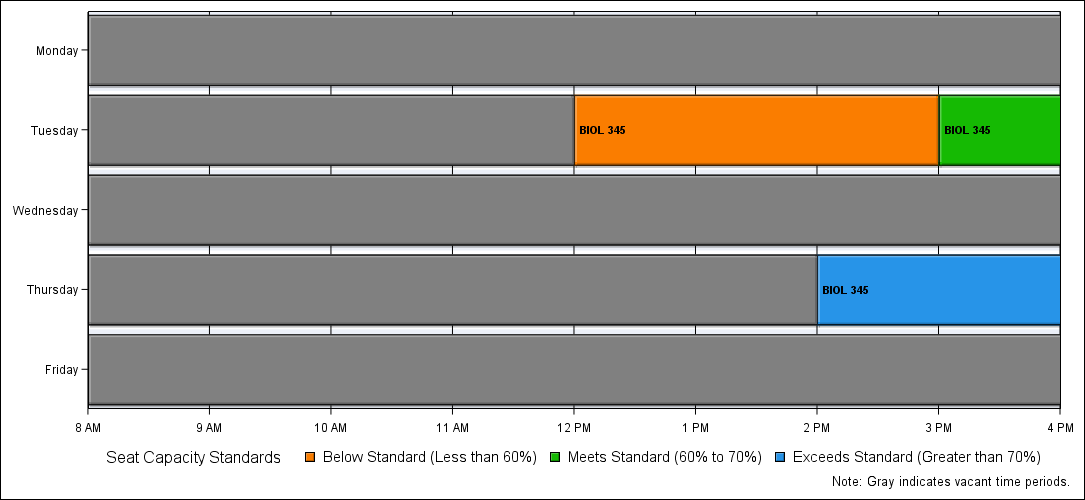 Monday
Tuesday
BIOL 345
BIOL 345
Wednesday
Thursday
BIOL 345
Friday
8 AM 9 AM 10 AM 11 AM 12 PM 1 PM 2 PM 3 PM 4 PM
Seat Capacity Standards Below Standard (Less than 60%) Meets Standard (60% to 70%) Exceeds Standard (Greater than 70%)
Note: Gray indicates vacant time periods.